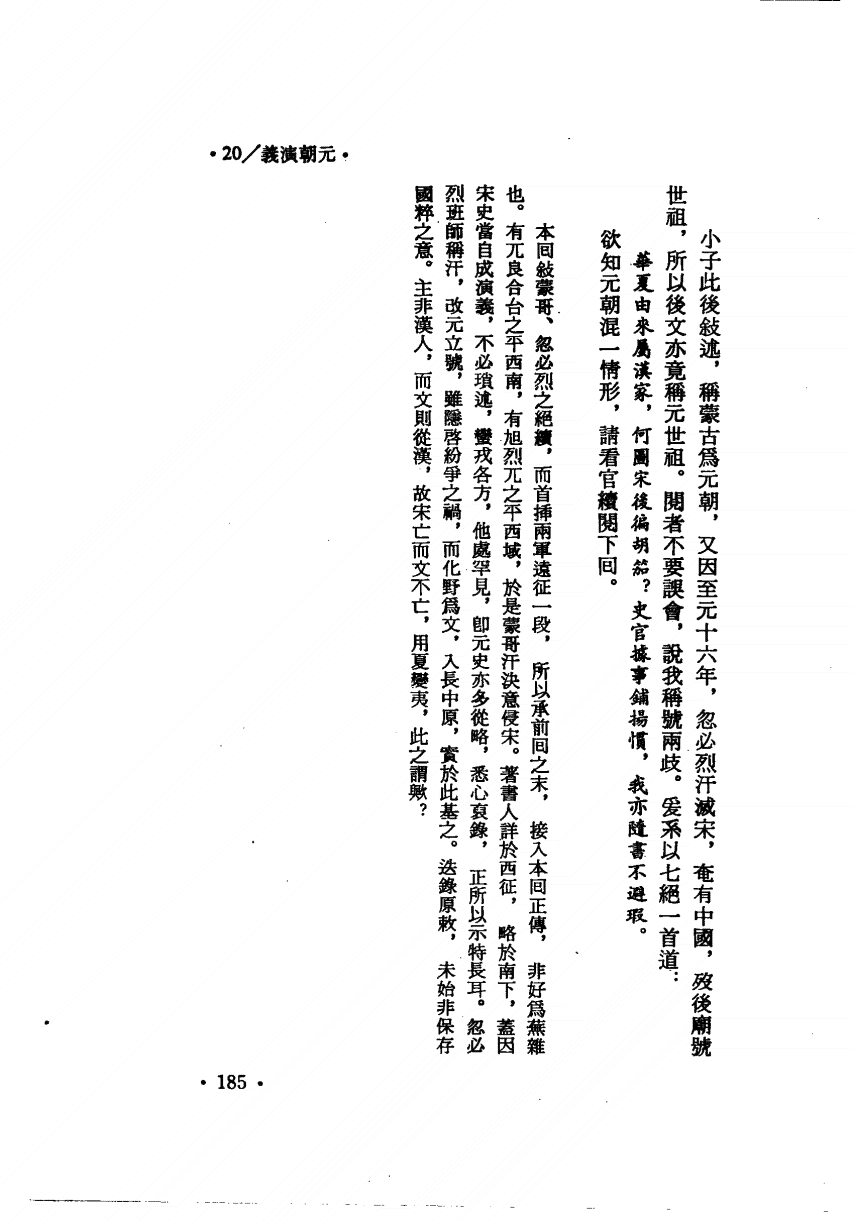 •20/義演朝元•
小子此後敍述，稱蒙古爲元朝，又因至元十六年，忽必烈汗滅宋，奄有中國，歿後廟號
世祖，所以後文亦竟稱元世祖。閱者不要誤會，說我稱號兩歧。爰系以七絕一首道：
華夏由來屬漢家，何圖宋後徧胡笳？史官據事鋪揚慣，我亦隨書不避瑕。
欲知元朝混一情形，請看官續閱下回。
本回敍蒙哥、忽必烈之絕續，而首揷兩軍遠征一段，所以承前回之末，接入本回正傳，非好爲蕪雜
也。有兀良合台之平西南，有旭烈兀之平西域，於是蒙哥汗決意侵宋。著書人詳於西征，略於南下，蓋因
宋史當自成演義，不必瑣述，蠻戎各方，他處罕見，卽元史亦多從略，悉心裒錄，正所以示特長耳。忽必
烈班師稱汗，改元立號，雖隱啓紛爭之禍，而化野爲文，入長中原，實於此基之。迭錄原敕，未始非保存
國粹之意。主非漢人，而文則從漢，故宋亡而文不亡，用夏變夷，此之謂歟？
•185•